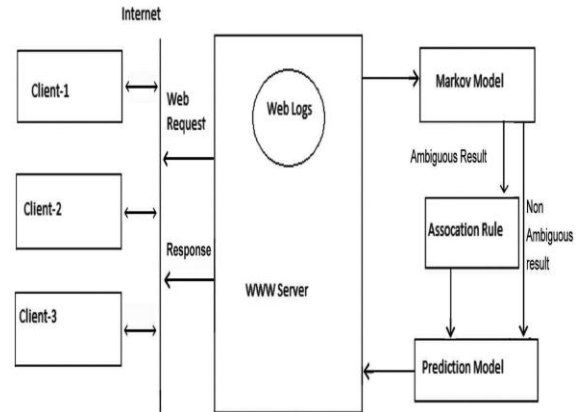 Internet
Client-1
Client-2
Client-3
Web
Request
Response
Web Logs
WWW Server
Markov Model
Ambiguous Result
Assocation Rule
Non
Ambiguous
result
Prediction Model